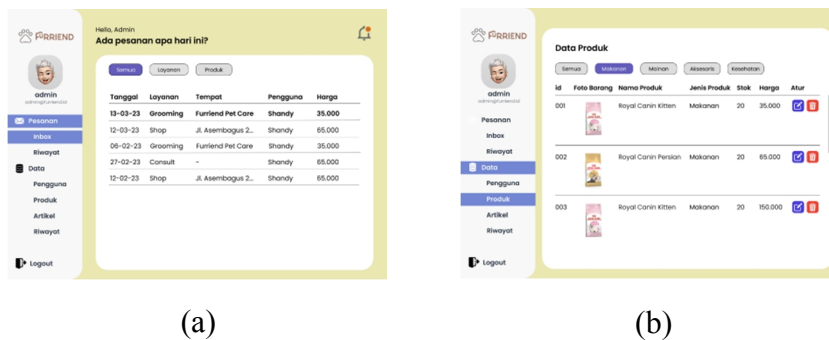 FURRIEND
admin
admin@furriend.id
Pesanan
Inbox
Riwayat
Data
Pengguna
Produk
Artikel
Riwayat
Logout
Hello, Admin
Ada pesanan apa hari ini?
Semua Layanan Produk
Tanggal Layanan Tempat Pengguna Harga
13-03-23 Grooming Furriend Pet Care Shandy 35.000
12-03-23 Shop Jl. Asembagus 2... Shandy 65.000
06-02-23 Grooming Furriend Pet Care Shandy 35.000
27-02-23 Consult - Shandy 65.000
12-02-23 Shop Jl. Asembagus 2... Shandy 65.000
(a)
FURRIEND
admin
admin@furriend.id
Pesanan
Inbox
Riwayat
Data
Pengguna
Produk
Artikel
Riwayat
Logout
Data Produk
Semua Makanan Mainan Aksesoris Kesehatan
id Foto Barang Nama Produk Jenis Produk Stok Harga Atur
001 Royal Canin Kitten Makanan 20 35.000
002 Royal Canin Persian Makanan 20 65.000
003 Royal Canin Kitten Makanan 20 150.000
(b)